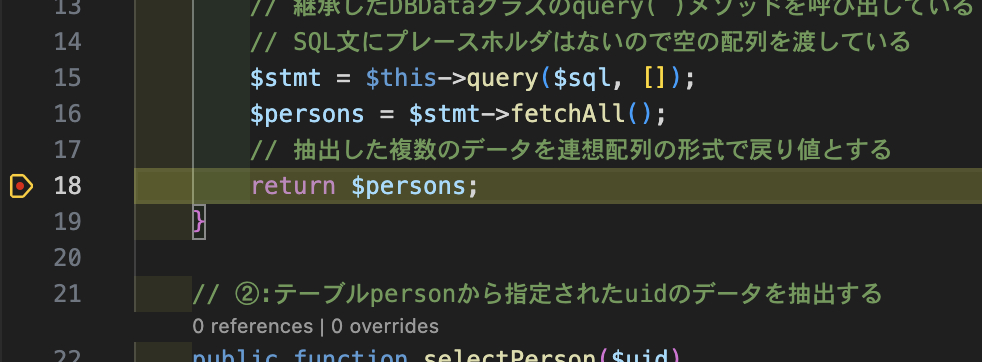 13 // 継承したDBDataクラスのquery( )メソッドを呼び出している
14 // SQL文にプレースホルダはないので空の配列を渡している
15 $stmt = $this->query($sql, []);
16 $persons = $stmt->fetchAll();
17 // 抽出した複数のデータを連想配列の形式で戻り値とする
18 return $persons;
19 }
20
21 // ②:テーブルpersonから指定されたuidのデータを抽出する
0 references | 0 overrides
22 public function selectPerson($uid)